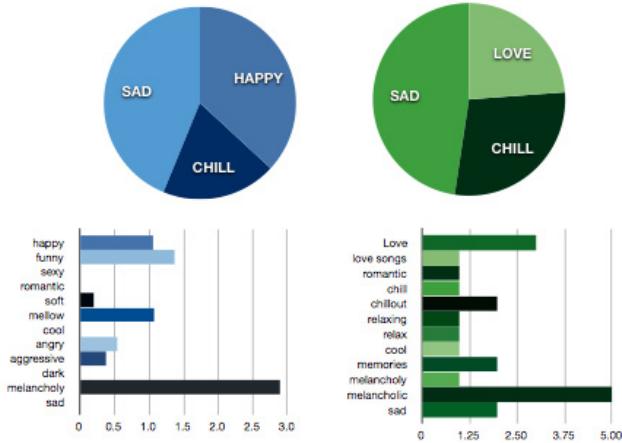 SAD
HAPPY
CHILL
LOVE
SAD
CHILL
happy
funny
sexy
romantic
soft
mellow
cool
angry
aggressive
dark
melancholy
sad
0 0.5 1.0 1.5 2.0 2.5 3.0
Love
love songs
romantic
chill
chillout
relaxing
relax
cool
memories
melancholy
melancholic
sad
0 1.25 2.50 3.75 5.00